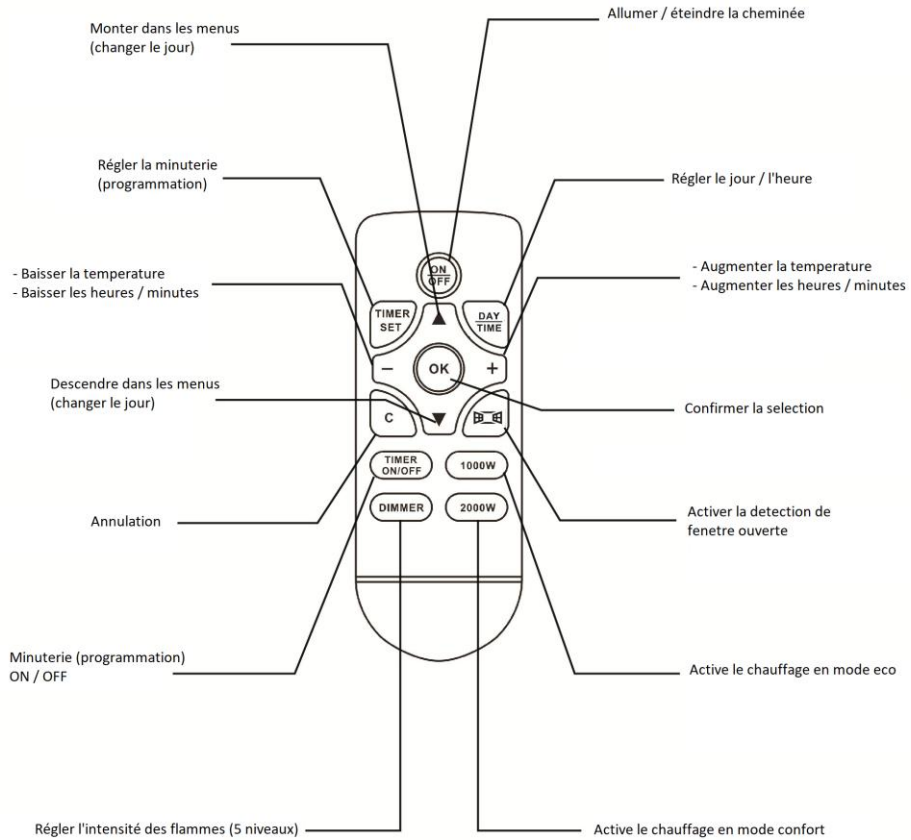 Allumer / éteindre la cheminée
Monter dans les menus
(changer le jour)
Régler la minuterie
(programmation)
Régler le jour / l'heure
- Baisser la temperature
- Baisser les heures / minutes
- Augmenter la temperature
- Augmenter les heures / minutes
ON
OFF
TIMER
SET
DAY
TIME
−
OK
+
Descendre dans les menus
(changer le jour)
Confirmer la selection
C
TIMER
ON/OFF
1000W
DIMMER
2000W
Annulation
Activer la detection de
fenetre ouverte
Minuterie (programmation)
ON / OFF
Active le chauffage en mode eco
Régler l'intensité des flammes (5 niveaux)
Active le chauffage en mode confort